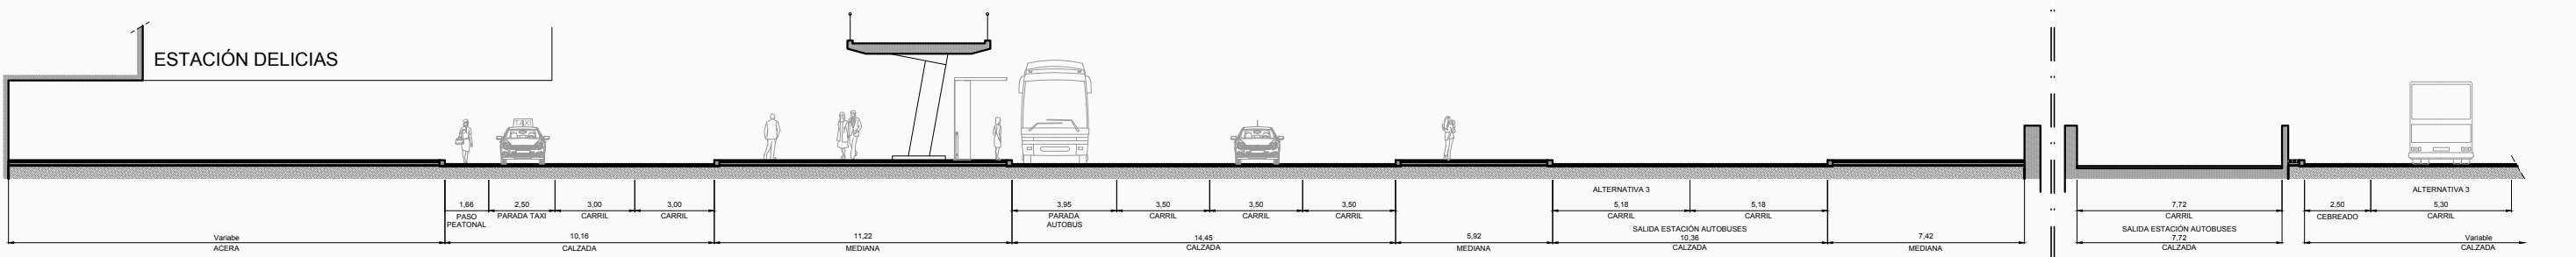 ESTACIÓN DELICIAS
TAXI
ALTERNATIVA 3
ALTERNATIVA 3
1,66
2,50
3,00
3,00
3,95
3,50
3,50
3,50
5,18
5,18
7,72
2,50
5,30
PASO
PEATONAL
PARADA TAXI
CARRIL
CARRIL
PARADA
AUTOBUS
CARRIL
CARRIL
CARRIL
CARRIL
CARRIL
CARRIL
CEBREADO
CARRIL
SALIDA ESTACIÓN AUTOBUSES
SALIDA ESTACIÓN AUTOBUSES
Variabe
10,16
11,22
14,45
5,92
10,36
7,42
7,72
Variable
ACERA
CALZADA
MEDIANA
CALZADA
MEDIANA
CALZADA
MEDIANA
CALZADA
CALZADA